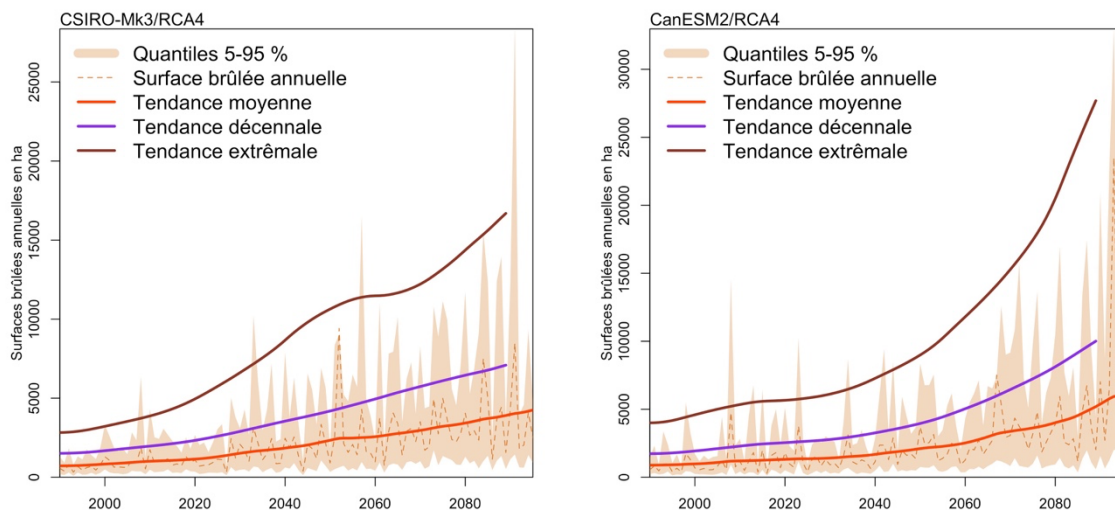 CSIRO-Mk3/RCA4
Quantiles 5-95 %
Surface brûlée annuelle
Tendance moyenne
Tendance décennale
Tendance extrêmale
Surfaces brûlées annuelles en ha
0
5000
10000
15000
20000
25000
2000
2020
2040
2060
2080
CanESM2/RCA4
Quantiles 5-95 %
Surface brûlée annuelle
Tendance moyenne
Tendance décennale
Tendance extrêmale
Surfaces brûlées annuelles en ha
0
5000
10000
15000
20000
25000
30000
2000
2020
2040
2060
2080